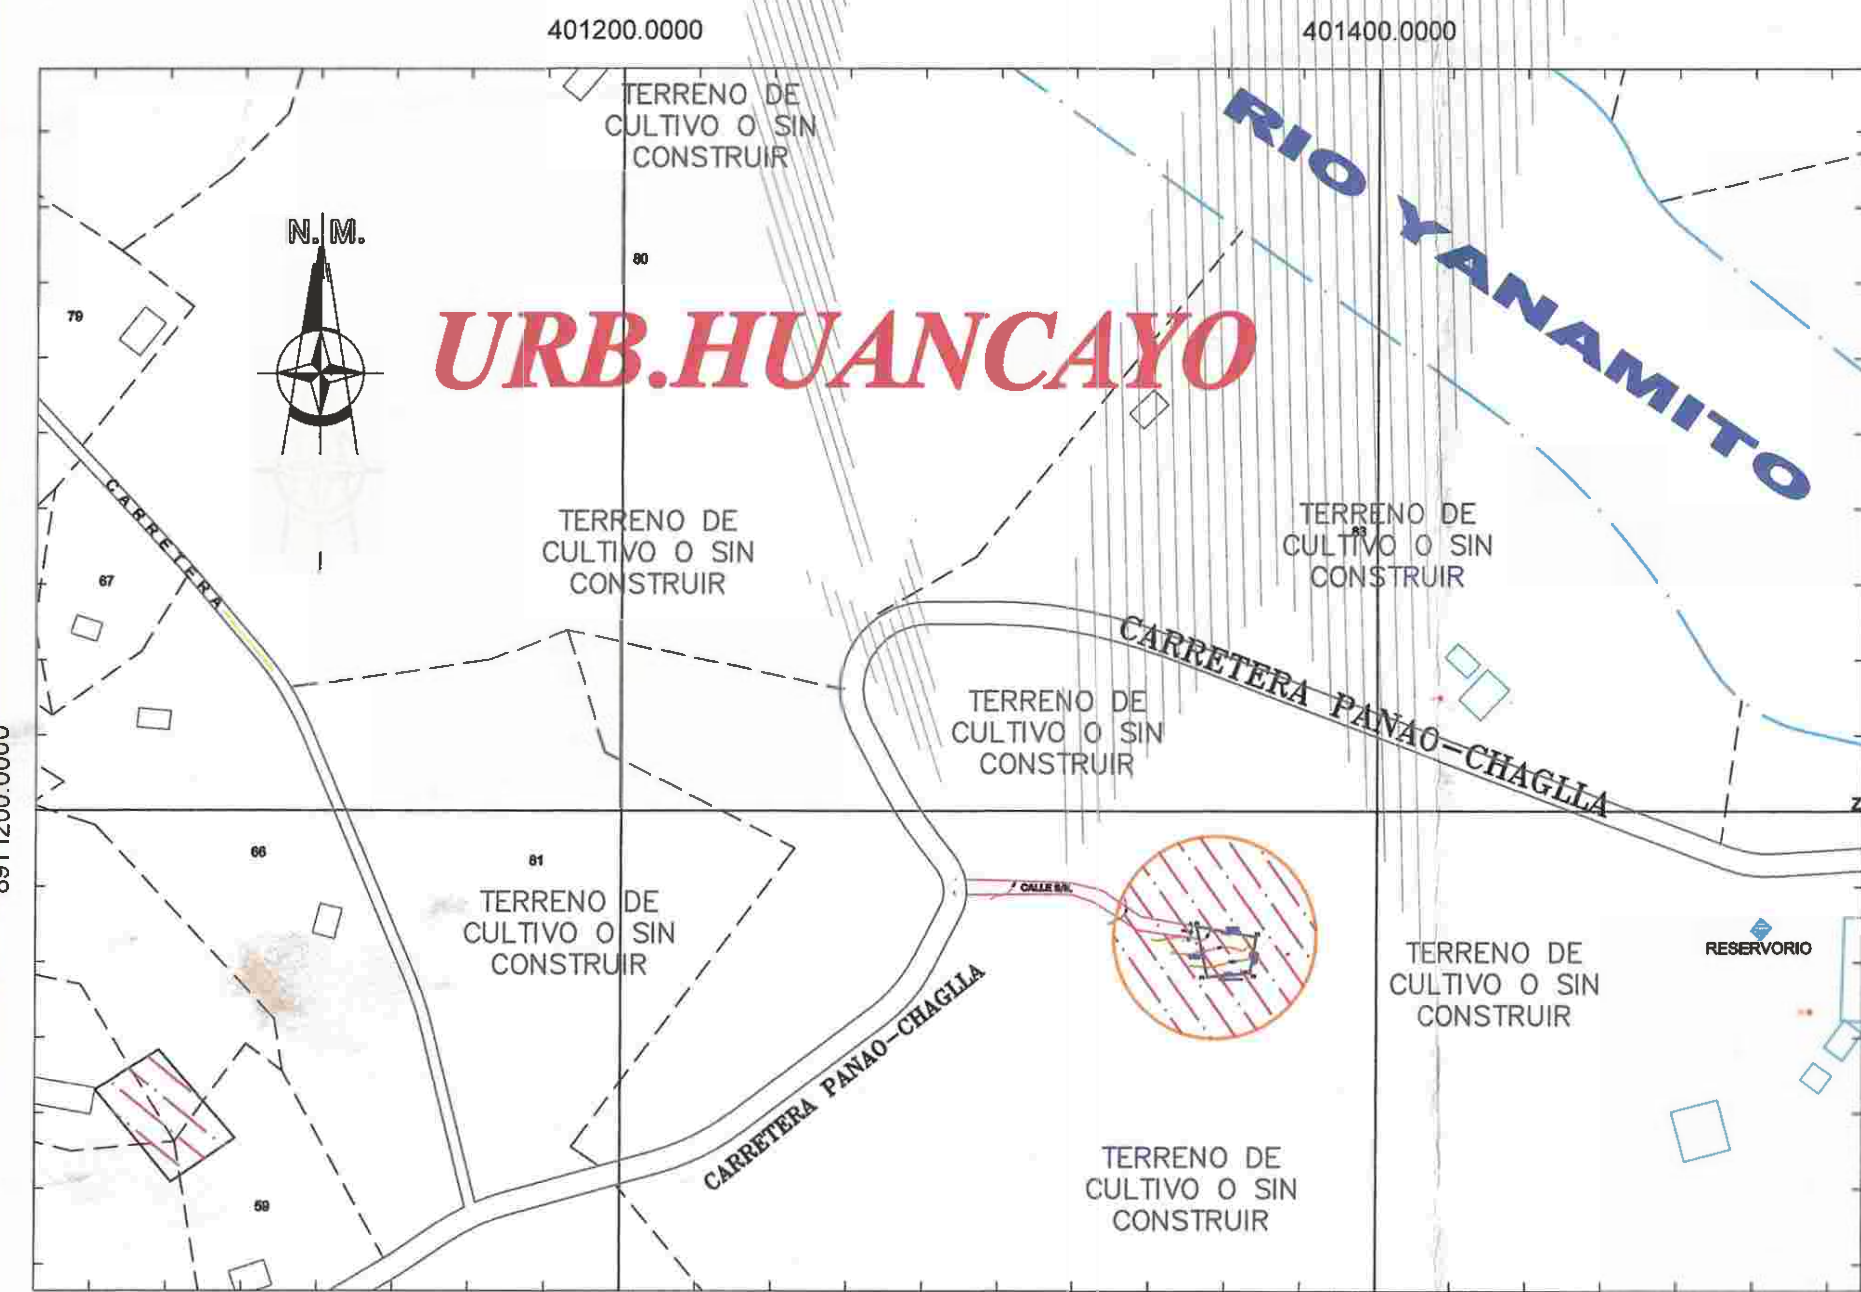 401200.0000
401400.0000
TERRENO DE
CULTIVO O SIN
CONSTRUIR
RIO YANAMITO
N. M.
80
79
URB.HUANCAYO
CARRETERA
TERRENO DE
CULTIVO O SIN
CONSTRUIR
TERRENO DE
83
CULTIVO O SIN
CONSTRUIR
67
CARRETERA PANAO-CHAGLLA
TERRENO DE
CULTIVO O SIN
CONSTRUIR
Z
66
81
CALLE S/N.
TERRENO DE
CULTIVO O SIN
CONSTRUIR
TERRENO DE
CULTIVO O SIN
CONSTRUIR
RESERVORIO
CARRETERA PANAO-CHAGLLA
TERRENO DE
CULTIVO O SIN
CONSTRUIR
59